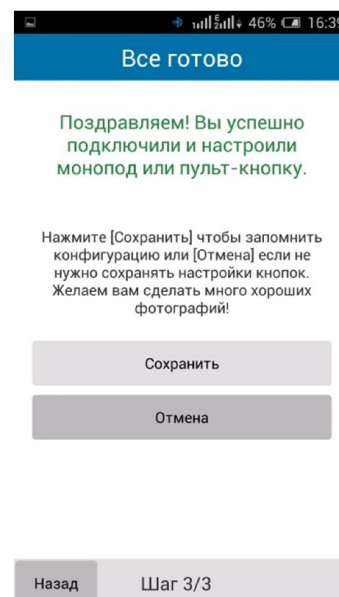 46% 16:39
Все готово
Поздравляем! Вы успешно
подключили и настроили
монопод или пульт-кнопку.
Нажмите [Сохранить] чтобы запомнить
конфигурацию или [Отмена] если не
нужно сохранять настройки кнопок.
Желаем вам сделать много хороших
фотографий!
Сохранить
Отмена
Назад Шаг 3/3